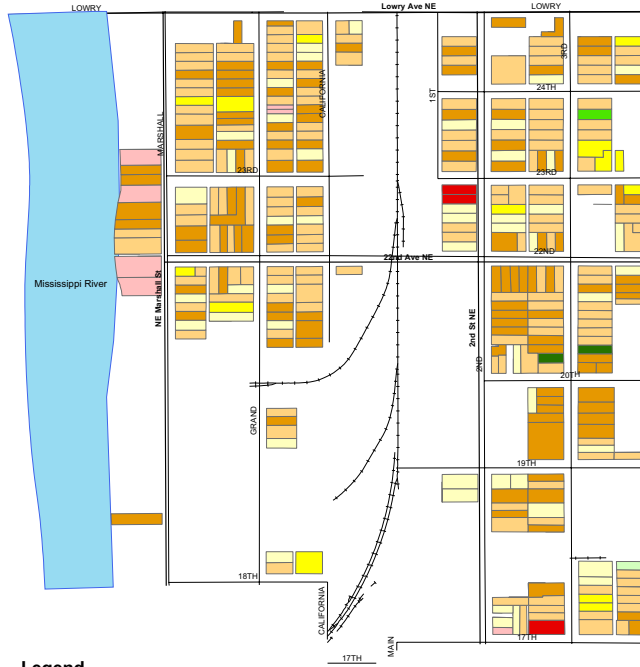 LOWRY
Lowry Ave NE
LOWRY
3RD
CALIFORNIA
24TH
1ST
MARSHALL
23RD
23RD
22ND
22nd Ave NE
Mississippi River
NE Marshall St
2nd St NE
2ND
20TH
GRAND
19TH
18TH
CALIFORNIA
MAIN
17TH
17TH
Legend